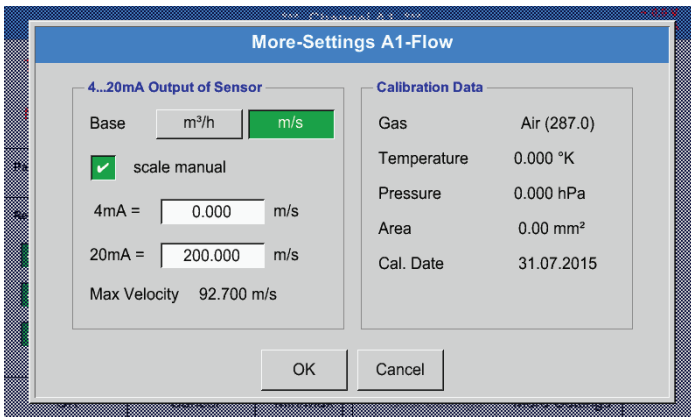 *** Channel A1 ***
More-Settings A1-Flow
4...20mA Output of Sensor
Base m³/h m/s
scale manual
4mA = 0.000 m/s
20mA = 200.000 m/s
Max Velocity 92.700 m/s
Calibration Data
Gas Air (287.0)
Temperature 0.000 °K
Pressure 0.000 hPa
Area 0.00 mm²
Cal. Date 31.07.2015
OK Cancel